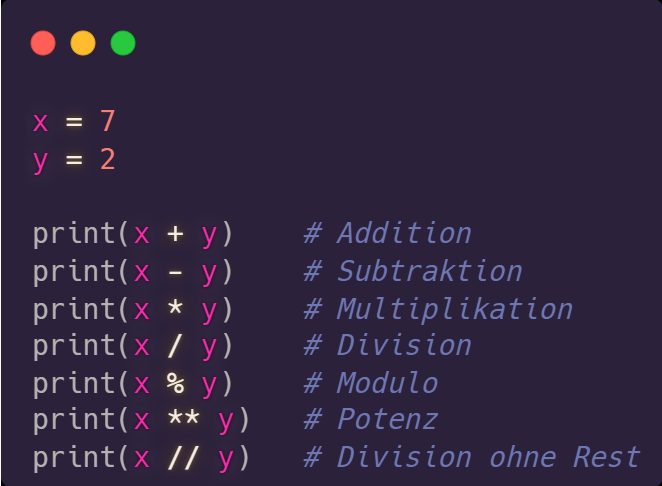 x = 7
y = 2
print(x + y)    # Addition
print(x - y)    # Subtraktion
print(x * y)    # Multiplikation
print(x / y)    # Division
print(x % y)    # Modulo
print(x ** y)   # Potenz
print(x // y)   # Division ohne Rest